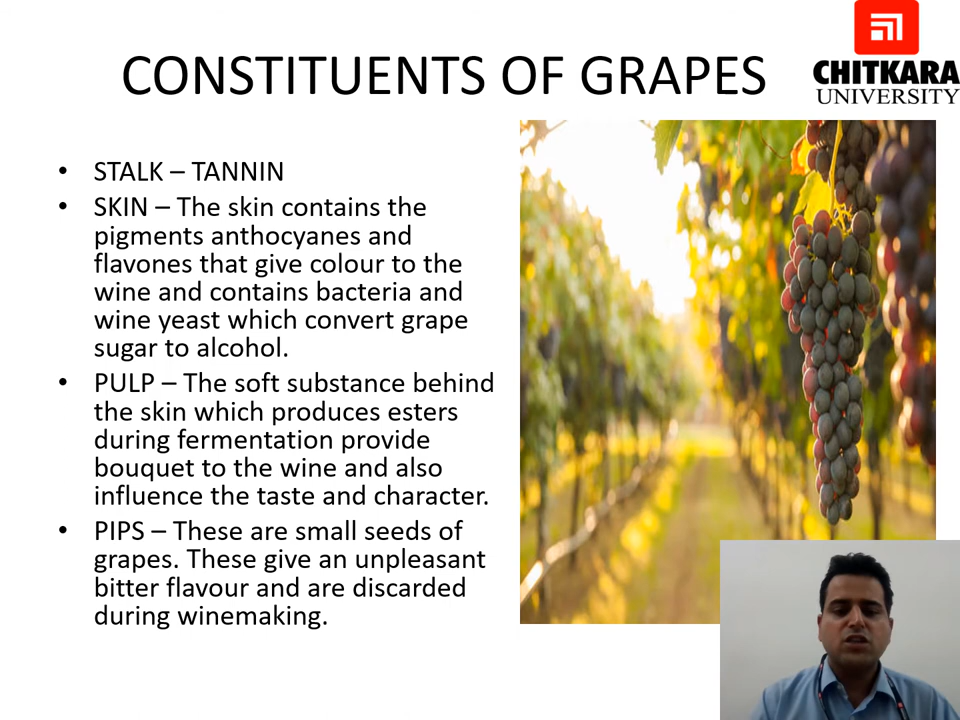 CONSTITUENTS OF GRAPES
CHITKARA
UNIVERSITY
• STALK – TANNIN
• SKIN – The skin contains the
pigments anthocyanes and
flavones that give colour to the
wine and contains bacteria and
wine yeast which convert grape
sugar to alcohol.
• PULP – The soft substance behind
the skin which produces esters
during fermentation provide
bouquet to the wine and also
influence the taste and character.
• PIPS – These are small seeds of
grapes. These give an unpleasant
bitter flavour and are discarded
during winemaking.